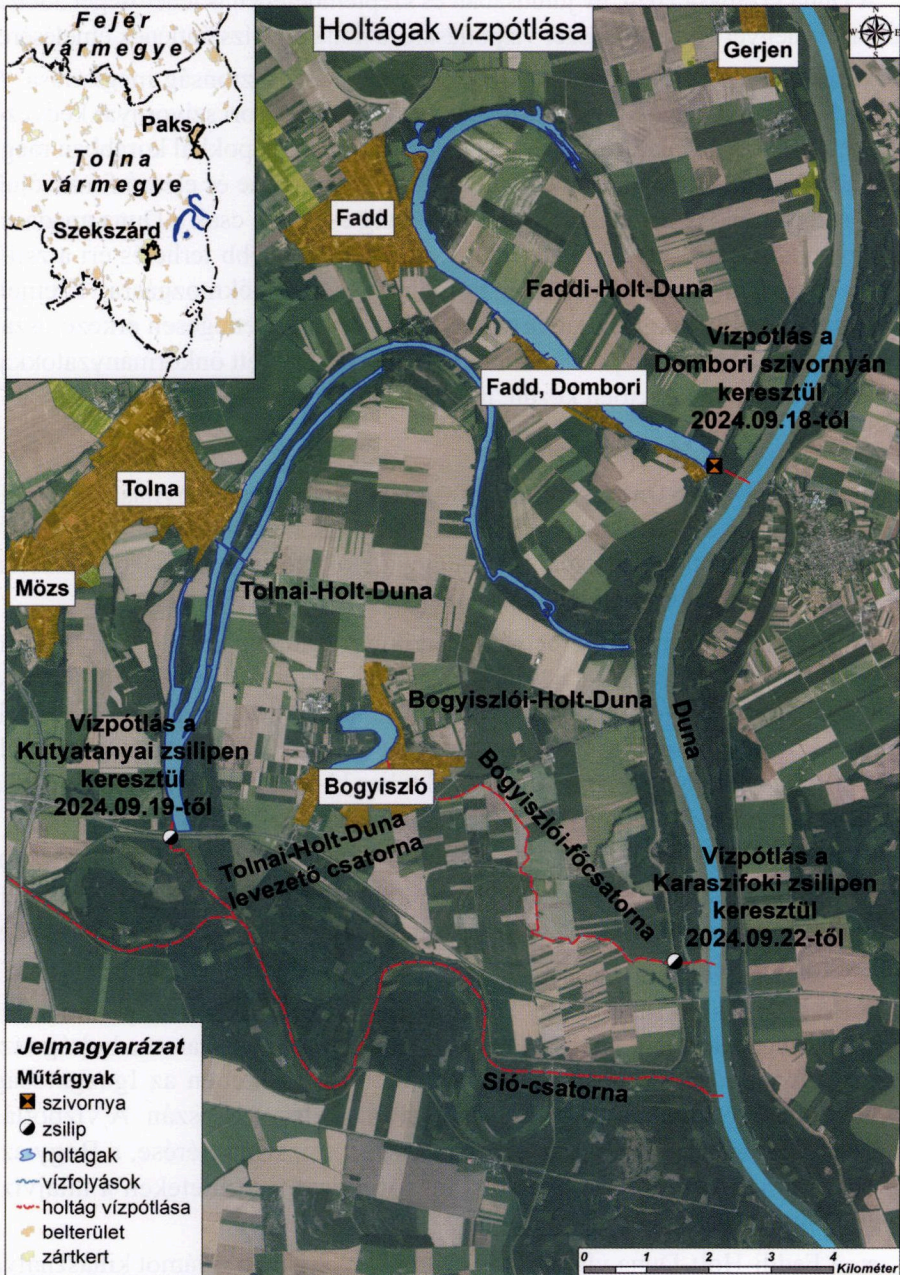 Holtágak vízpótlása
N
W
E
S
Fejér
vármegye
Paks
Tolna
vármegye
Szekszárd
Sió
Gerjen
Fadd
Faddi-Holt-Duna
Vízpótlás a
Dombori szivornyán
keresztül
2024.09.18-tól
Fadd, Dombori
Tolna
Mözs
Tolnai-Holt-Duna
Bogyiszlói-Holt-Duna
Duna
Vízpótlás a
Kutyatanyai zsilipen
keresztül
2024.09.19-től
Bogyiszló
Bogyiszlói-főcsatorna
Tolnai-Holt-Duna
levezető csatorna
Vízpótlás a
Karaszifoki zsilipen
keresztül
2024.09.22-től
Sió-csatorna
Jelmagyarázat
Műtárgyak
szivornya
zsilip
holtágak
vízfolyások
holtág vízpótlása
belterület
zártkert
0 1 2 3 4
Kilométer